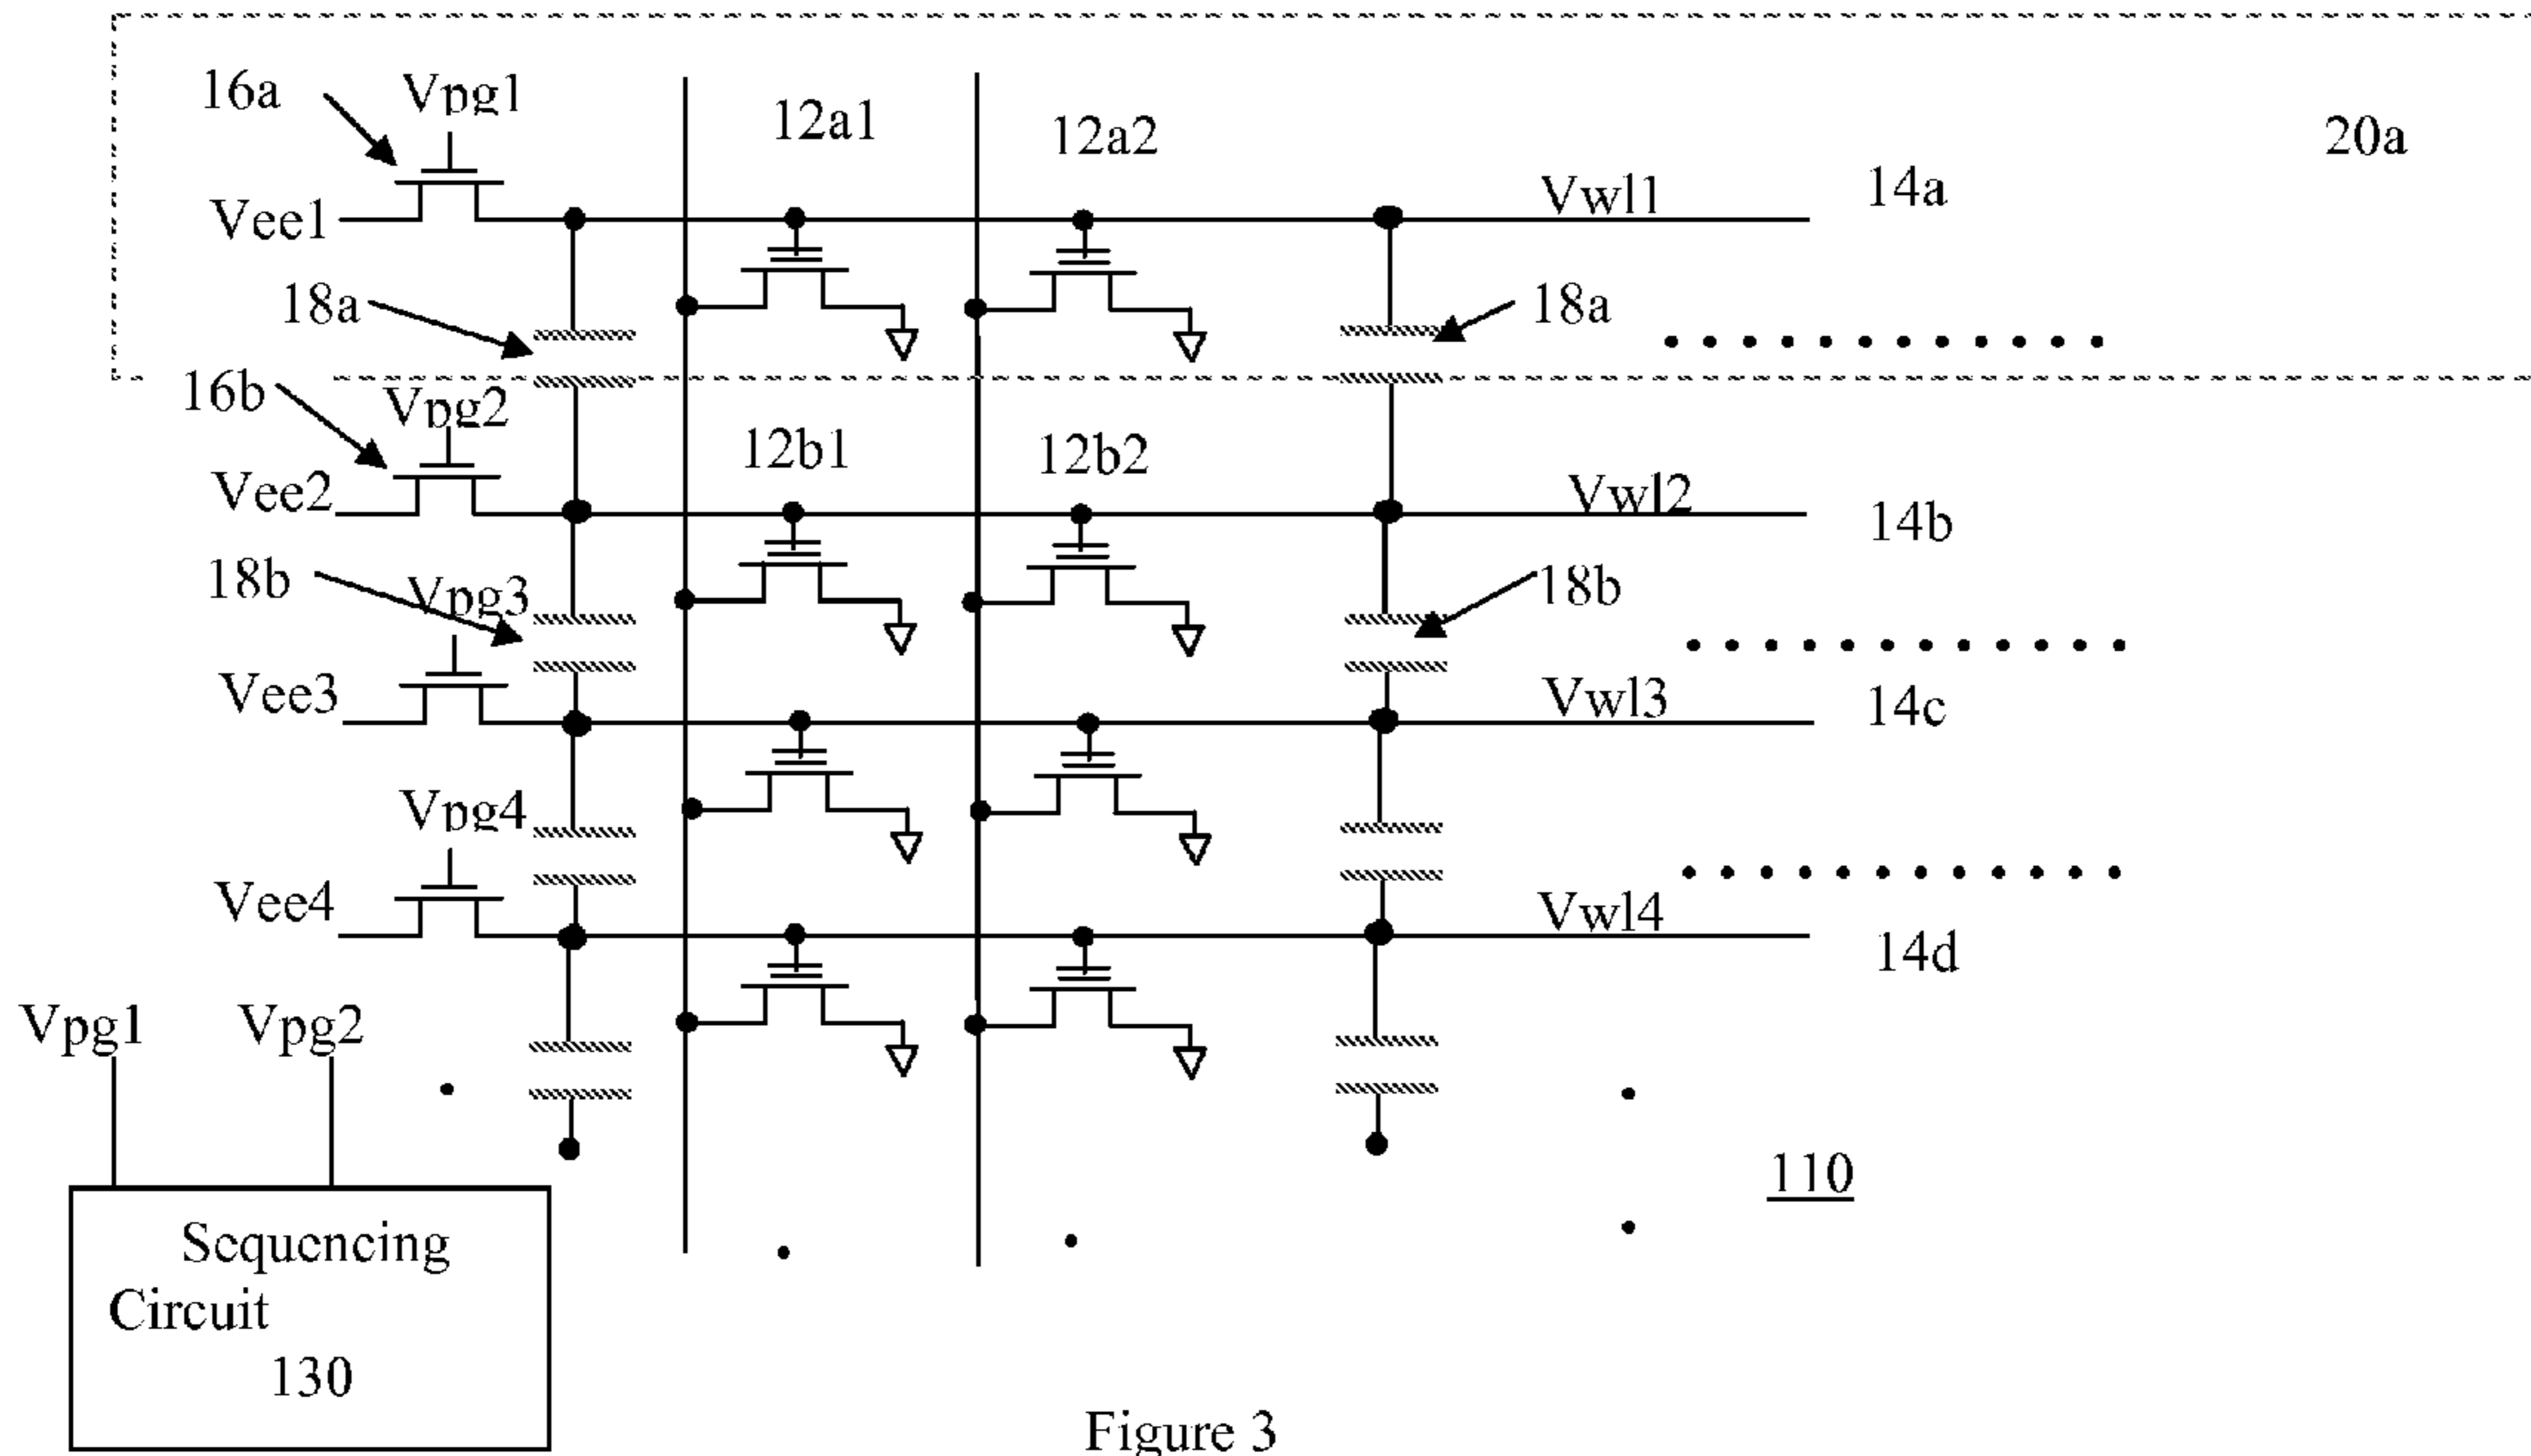 16a
Vpg1
12a1
12a2
20a
14a
Vwl1
Vee1
18a
18a
16b
Vpg2
12b1
12b2
Vee2
Vwl2
14b
18b
Vpg3
18b
Vee3
Vwl3
14c
Vpg4
Vee4
Vwl4
14d
Vpg1
Vpg2
110
Sequencing
Circuit
130
Figure 3